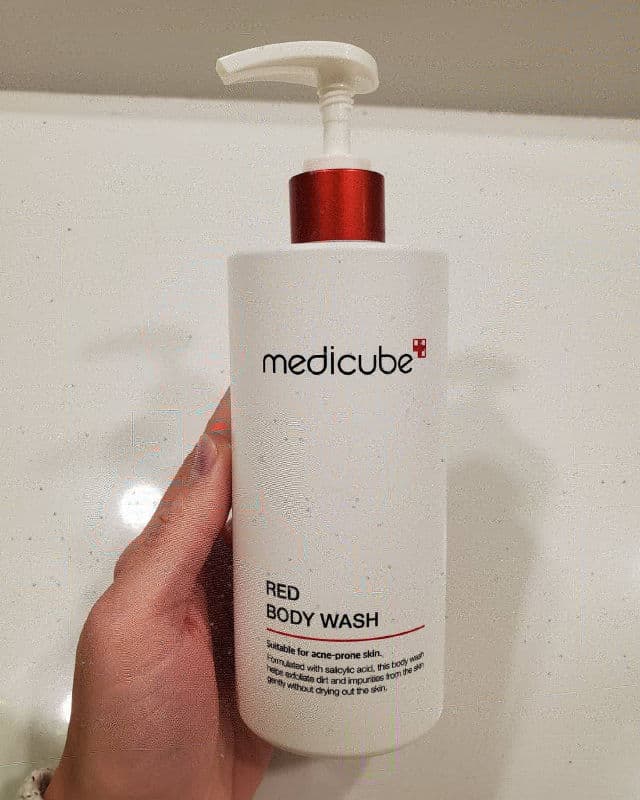 medicube
RED
BODY WASH
Suitable for acne-prone skin.
Formulated with salicylic acid, this body wash
helps exfoliate dirt and impurities from the skin
gently without drying out the skin.